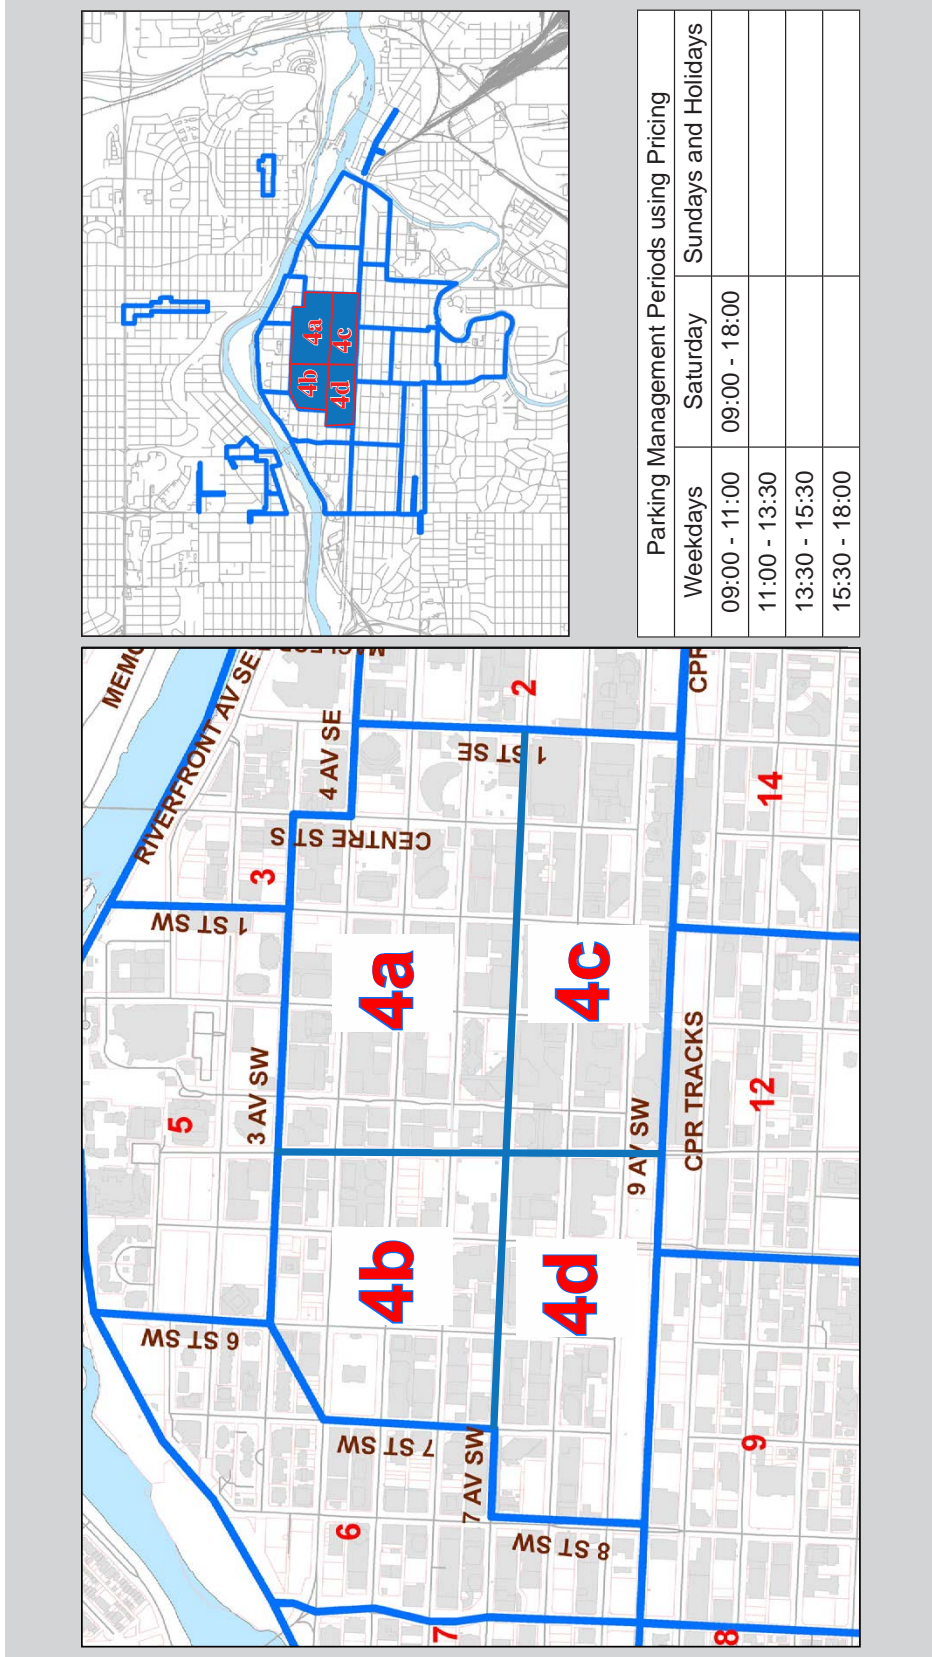 4a
4b
4c
4d
Parking Management Periods using Pricing
Weekdays Saturday Sundays and Holidays
09:00 - 11:00 09:00 - 18:00
11:00 - 13:30
13:30 - 15:30
15:30 - 18:00
MEMO
RIVERFRONT AV SE
4 AV SE
CENTRE ST S
1 ST SE
2
CPR
3
1 ST SW
14
4a
4c
3 AV SW
5
9 AV SW
CPR TRACKS
12
4b
4d
6 ST SW
7 ST SW
7 AV SW
8 ST SW
6
9
7
8